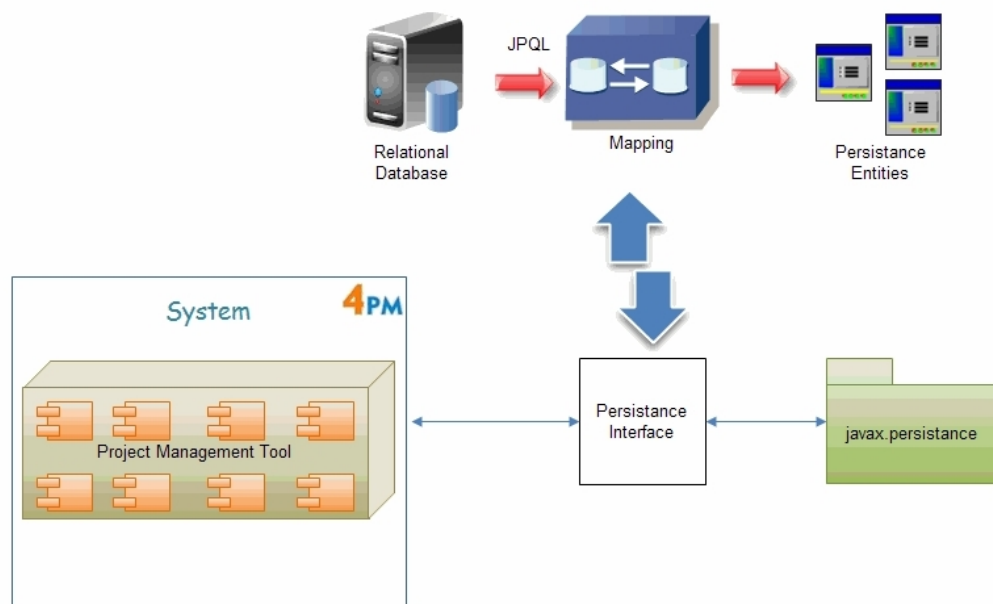 JPQL
Relational
Database
Mapping
Persistance
Entities
System
4PM
Project Management Tool
Persistance
Interface
javax.persistance